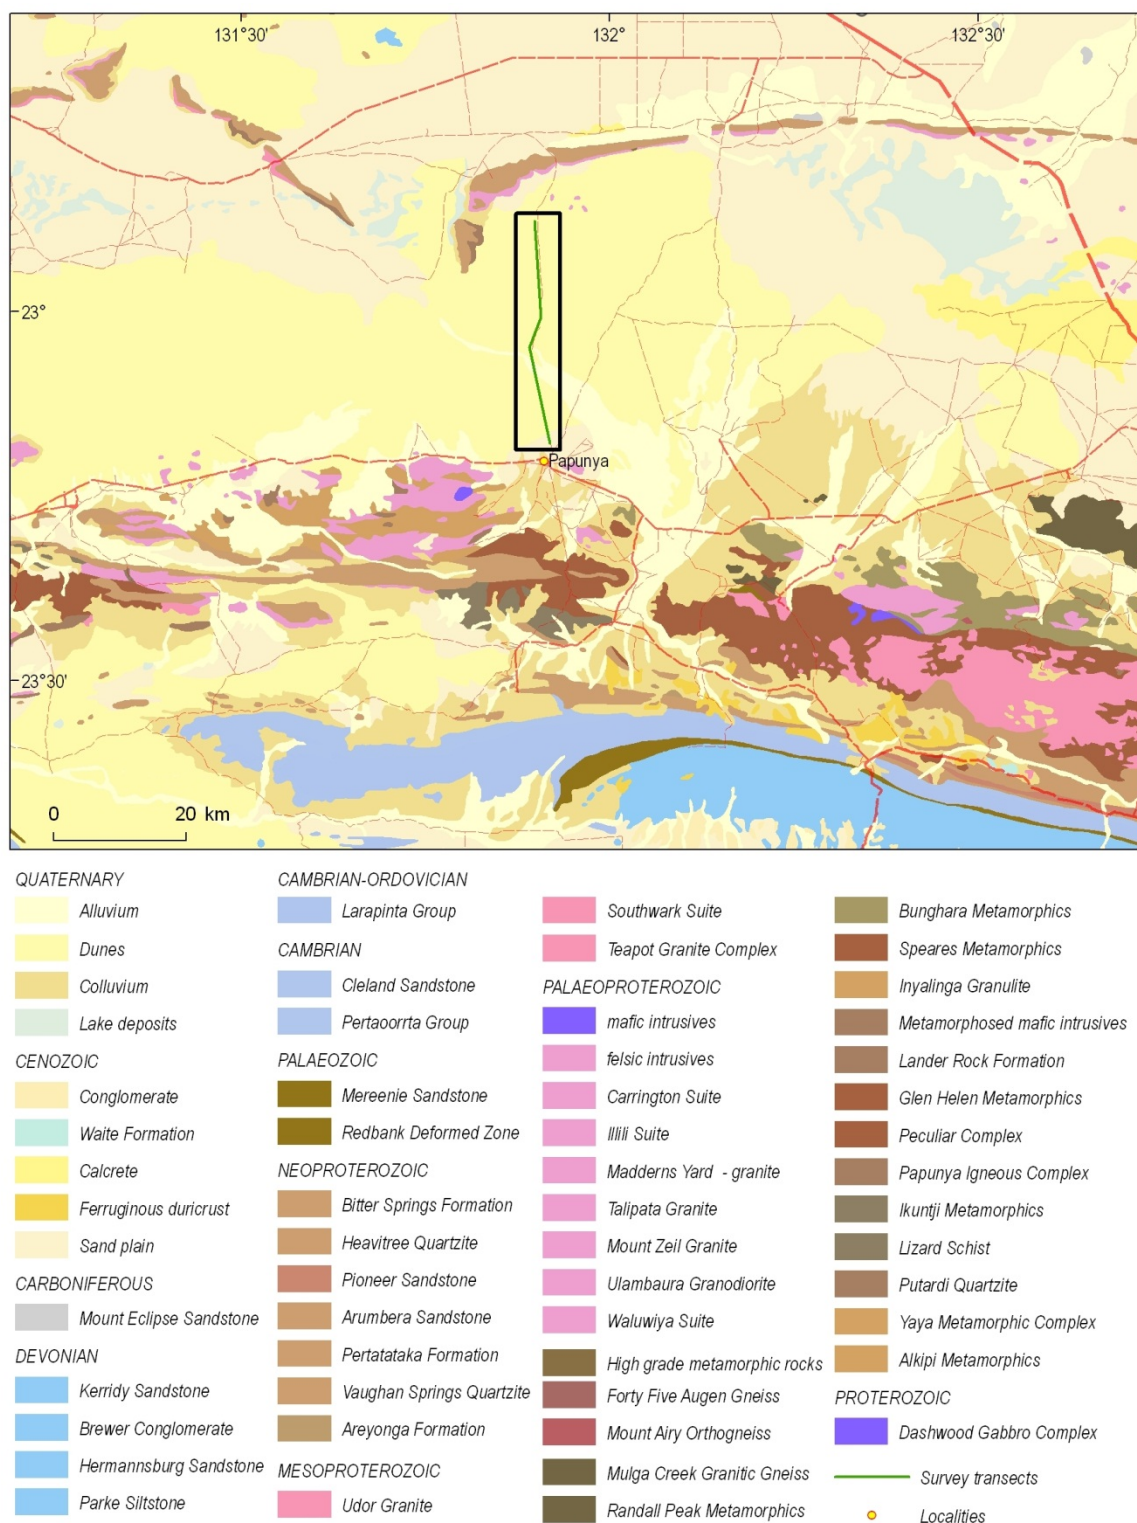 131°30'
132°
132°30'
23°
Papunya
23°30'
0
20 km
QUATERNARY
Alluvium
Dunes
Colluvium
Lake deposits
CENOZOIC
Conglomerate
Waite Formation
Calcrete
Ferruginous duricrust
Sand plain
CARBONIFEROUS
Mount Eclipse Sandstone
DEVONIAN
Kerridy Sandstone
Brewer Conglomerate
Hermannsburg Sandstone
Parke Siltstone
CAMBRIAN-ORDOVICIAN
Larapinta Group
CAMBRIAN
Cleland Sandstone
Pertaoorrta Group
PALAEOZOIC
Mereenie Sandstone
Redbank Deformed Zone
NEOPROTEROZOIC
Bitter Springs Formation
Heavitree Quartzite
Pioneer Sandstone
Arumbera Sandstone
Pertatataka Formation
Vaughan Springs Quartzite
Areyonga Formation
MESOPROTEROZOIC
Udor Granite
Southwark Suite
Teapot Granite Complex
PALAEOPROTEROZOIC
mafic intrusives
felsic intrusives
Carrington Suite
Illili Suite
Madderns Yard - granite
Talipata Granite
Mount Zeil Granite
Ulambaura Granodiorite
Waluwiya Suite
High grade metamorphic rocks
Forty Five Augen Gneiss
Mount Airy Orthogneiss
Mulga Creek Granitic Gneiss
Randall Peak Metamorphics
Bunghara Metamorphics
Speares Metamorphics
Inyalinga Granulite
Metamorphosed mafic intrusives
Lander Rock Formation
Glen Helen Metamorphics
Peculiar Complex
Papunya Igneous Complex
Ikuntji Metamorphics
Lizard Schist
Putardi Quartzite
Yaya Metamorphic Complex
Alkipi Metamorphics
PROTEROZOIC
Dashwood Gabbro Complex
Survey transects
Localities